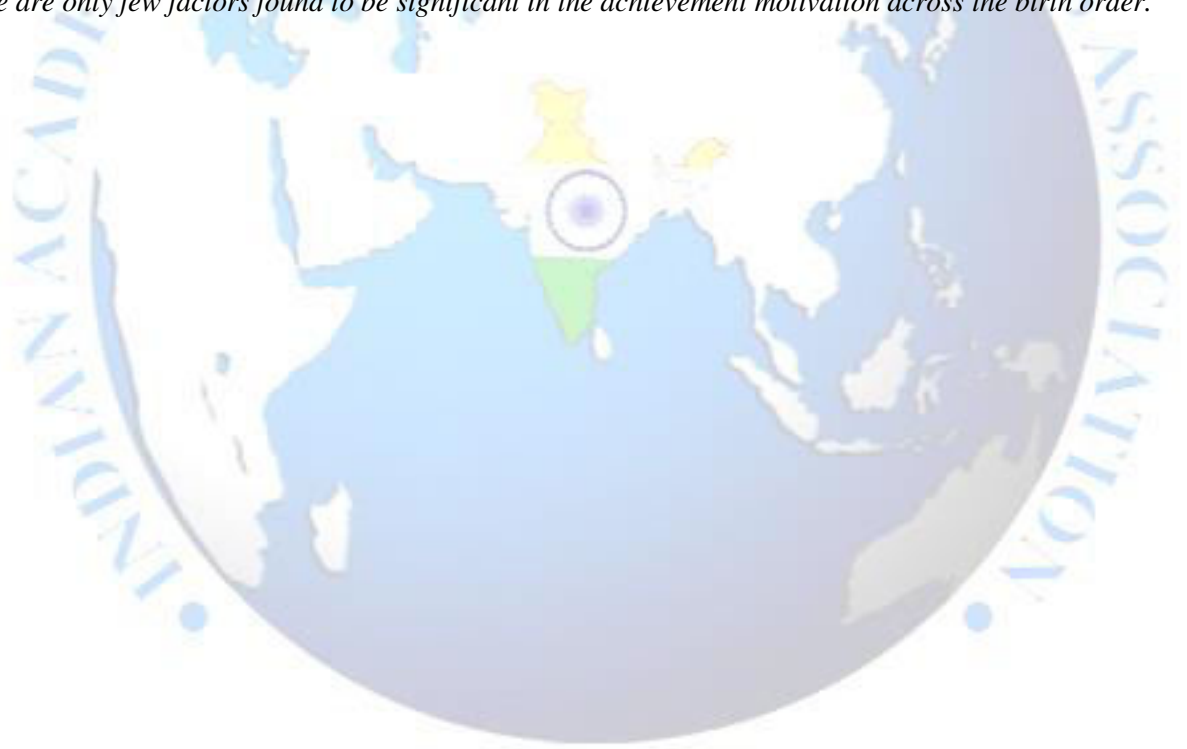 e are only few factors found to be significant in the achievement motivation across the birth order.
• INDIAN ACAD
ASSOCIATION •